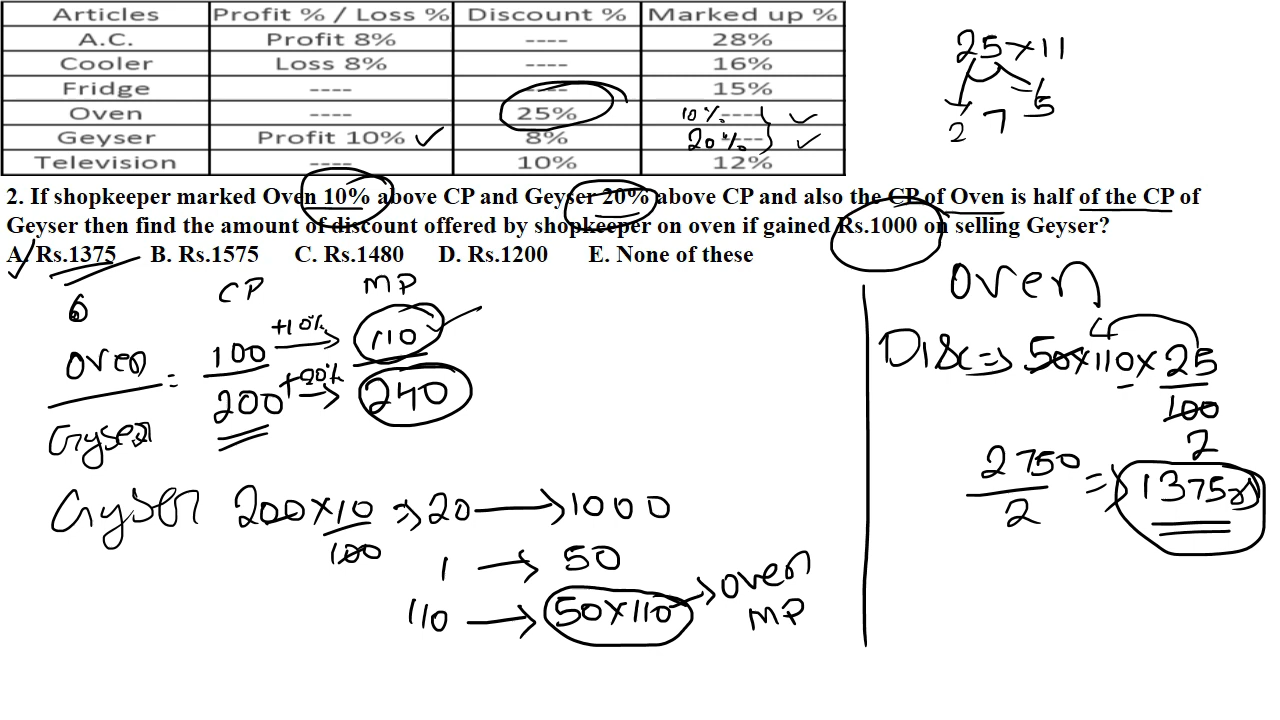 Articles Profit % / Loss % Discount % Marked up %
A.C. Profit 8% ---- 28%
Cooler Loss 8% ---- 16%
Fridge ---- ---- 15%
Oven ---- 25% 10% ----
Geyser Profit 10% 8% 20% ----
Television ---- 10% 12%
25×11
2 7 5
2. If shopkeeper marked Oven 10% above CP and Geyser 20% above CP and also the CP of Oven is half of the CP of
Geyser then find the amount of discount offered by shopkeeper on oven if gained Rs.1000 on selling Geyser?
A. Rs.1375 B. Rs.1575 C. Rs.1480 D. Rs.1200 E. None of these
CP MP
Oven = 100 +10% → 110
Gyser 200 +20% → 240
Gyser 200×10/100 ⇒ 20 → 1000
1 → 50
110 → 50×110 → oven
MP
oven
Disc ⇒ 50×110×25/100
4
2
2750/2 ⇒ 1375